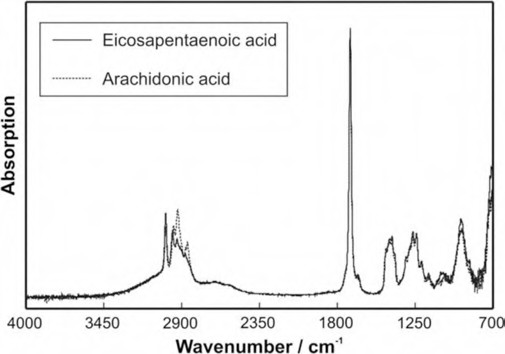 Eicosapentaenoic acid
Arachidonic acid
Absorption
4000 3450 2900 2350 1800 1250 700
Wavenumber / cm⁻¹